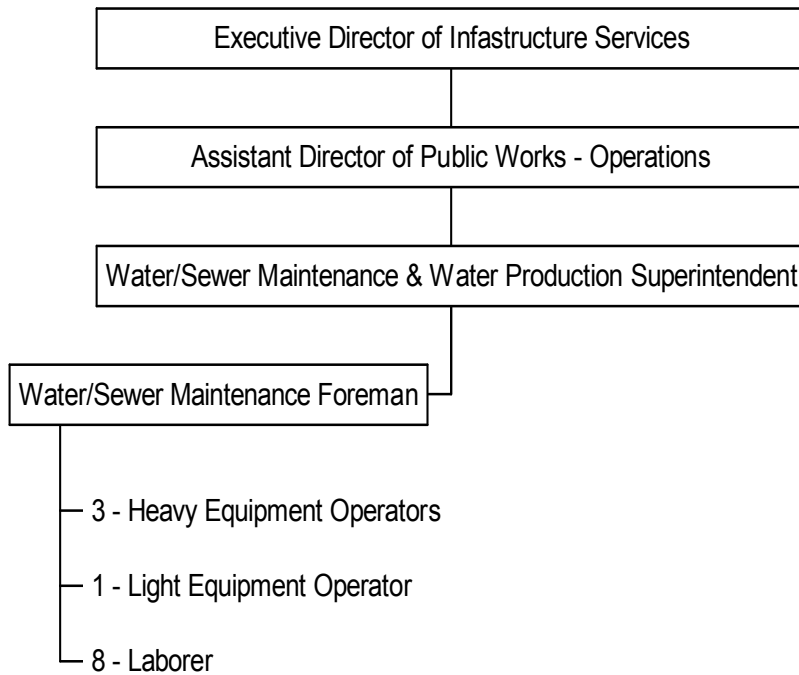 Executive Director of Infastructure Services
Assistant Director of Public Works - Operations
Water/Sewer Maintenance & Water Production Superintendent
Water/Sewer Maintenance Foreman
3 - Heavy Equipment Operators
1 - Light Equipment Operator
8 - Laborer